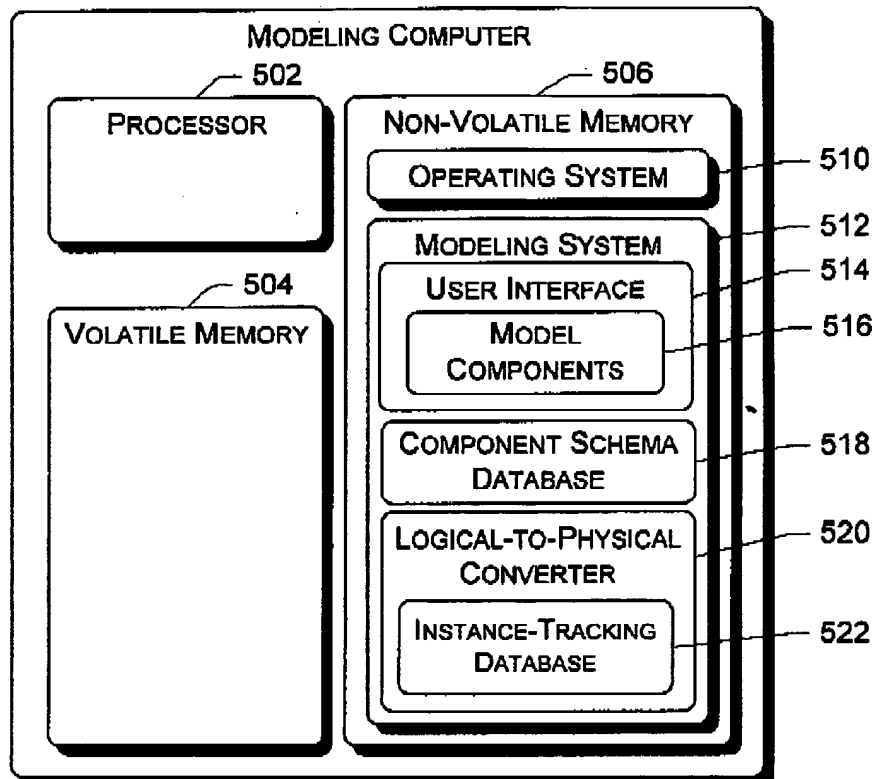 MODELING COMPUTER
502
PROCESSOR
504
VOLATILE MEMORY
506
NON-VOLATILE MEMORY
OPERATING SYSTEM
510
MODELING SYSTEM
512
USER INTERFACE
514
MODEL
COMPONENTS
516
COMPONENT SCHEMA
DATABASE
518
LOGICAL-TO-PHYSICAL
CONVERTER
520
INSTANCE-TRACKING
DATABASE
522